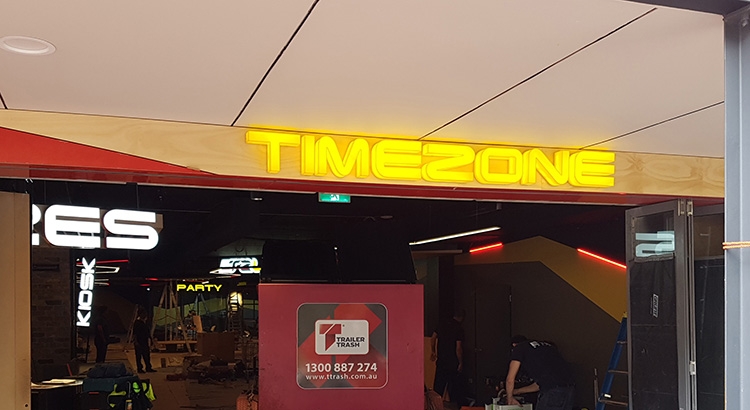 TIMEZONE
RES
KIOSK
PARTY
TRAILER
TRASH
1300 887 274
www.ttrash.com.au